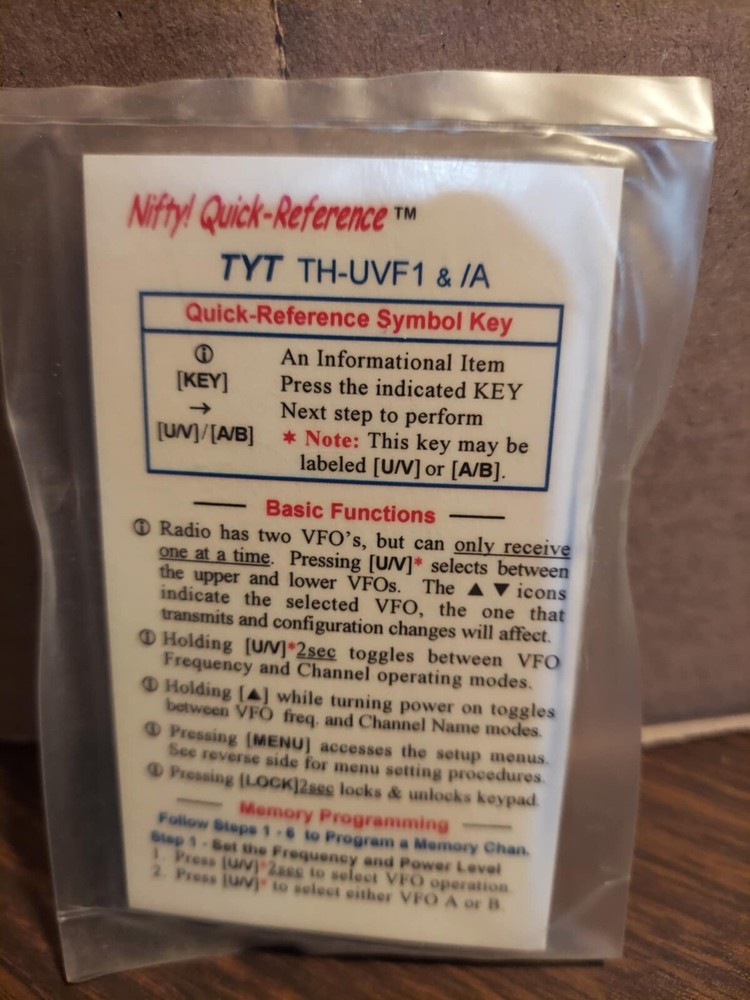 Nifty! Quick-Reference™
TYT TH-UVF1 & /A
Quick-Reference Symbol Key
ⓘ An Informational Item
[KEY] Press the indicated KEY
→ Next step to perform
[U/V]/[A/B] * Note: This key may be
labeled [U/V] or [A/B].
Basic Functions
ⓘ Radio has two VFO's, but can only receive
one at a time. Pressing [U/V]* selects between
the upper and lower VFOs. The ▲ ▼ icons
indicate the selected VFO, the one that
transmits and configuration changes will affect.
ⓘ Holding [U/V]*2sec toggles between VFO
Frequency and Channel operating modes.
ⓘ Holding [▲] while turning power on toggles
between VFO freq. and Channel Name modes.
ⓘ Pressing [MENU] accesses the setup menus.
See reverse side for menu setting procedures.
ⓘ Pressing [LOCK]2sec locks & unlocks keypad.
Memory Programming
Follow Steps 1 - 6 to Program a Memory Chan.
Step 1 - Set the Frequency and Power Level
1. Press [U/V]*2sec to select VFO operation
2. Press [U/V]* to select either VFO A or B